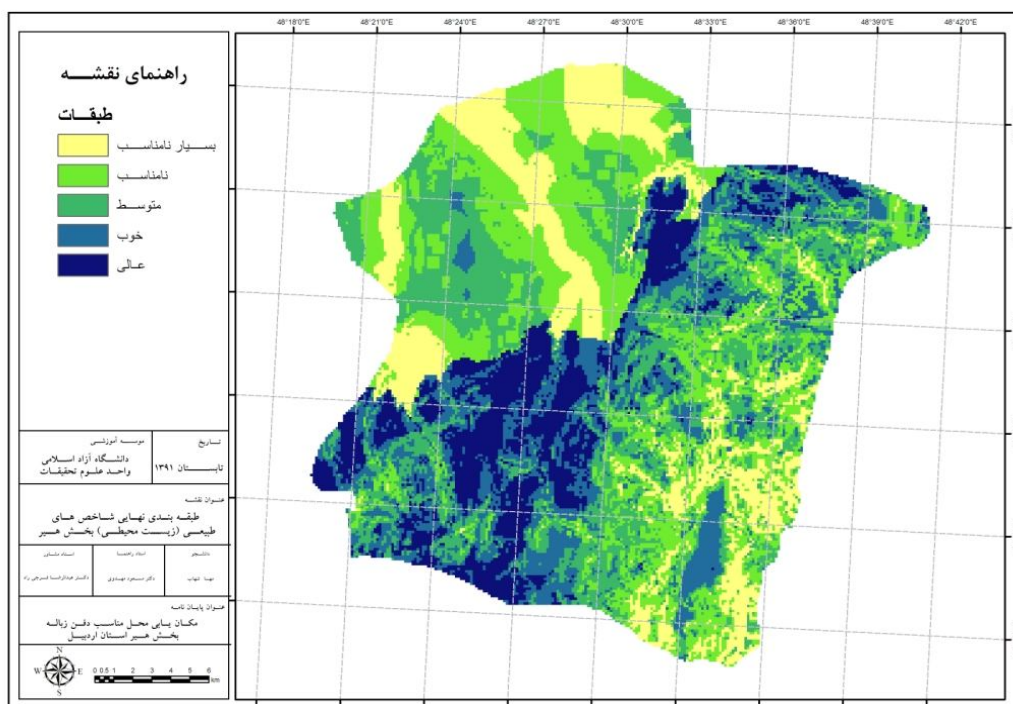 48°18'0"E 48°21'0"E 48°24'0"E 48°27'0"E 48°30'0"E 48°33'0"E 48°36'0"E 48°39'0"E 48°42'0"E
راهنمای نقشه
طبقات
بسیار نامناسب
نامناسب
متوسط
خوب
عالی
تاریخ
تابستان ۱۳۹۱
موسسه آموزشی
دانشگاه آزاد اسلامی
واحد علوم تحقیقات
عنوان نقشه
طبقه بندی نهایی شاخص های
طبیعی (زیست محیطی) بخش هیر
دانشجو
استاد راهنما
دکتر مسعود مهدوی
استاد مشاور
عنوان پایان نامه
مکان یابی محل مناسب دفن زباله
بخش هیر استان اردبیل
N
W E
S
0 0.5 1 2 3 4 5 6
km